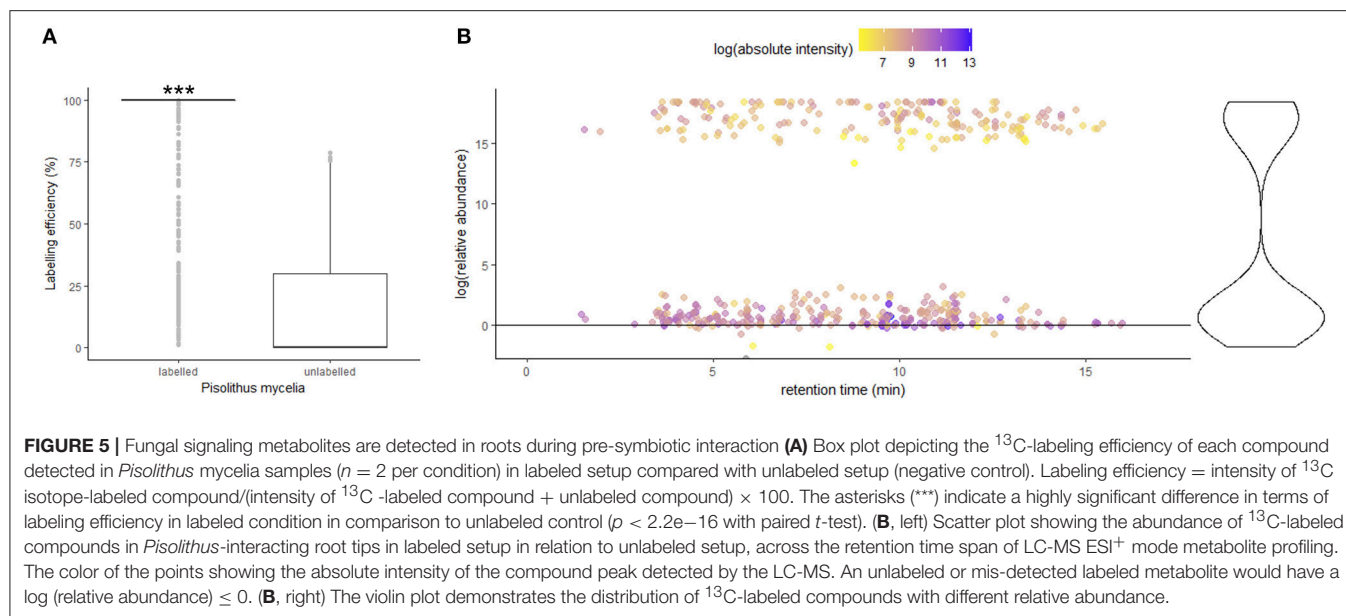 A
B
log(absolute intensity)
7 9 11 13
***
100
75
50
25
0
Labelling efficiency (%)
labelled unlabelled
Pisolithus mycelia
15
10
5
0
log(relative abundance)
0 5 10 15
retention time (min)
FIGURE 5 | Fungal signaling metabolites are detected in roots during pre-symbiotic interaction (A) Box plot depicting the ¹³C-labeling efficiency of each compound
detected in Pisolithus mycelia samples (n = 2 per condition) in labeled setup compared with unlabeled setup (negative control). Labeling efficiency = intensity of ¹³C
isotope-labeled compound/(intensity of ¹³C -labeled compound + unlabeled compound) × 100. The asterisks (***) indicate a highly significant difference in terms of
labeling efficiency in labeled condition in comparison to unlabeled control (p < 2.2e−16 with paired t-test). (B, left) Scatter plot showing the abundance of ¹³C-labeled
compounds in Pisolithus-interacting root tips in labeled setup in relation to unlabeled setup, across the retention time span of LC-MS ESI⁺ mode metabolite profiling.
The color of the points showing the absolute intensity of the compound peak detected by the LC-MS. An unlabeled or mis-detected labeled metabolite would have a
log (relative abundance) ≤ 0. (B, right) The violin plot demonstrates the distribution of ¹³C-labeled compounds with different relative abundance.